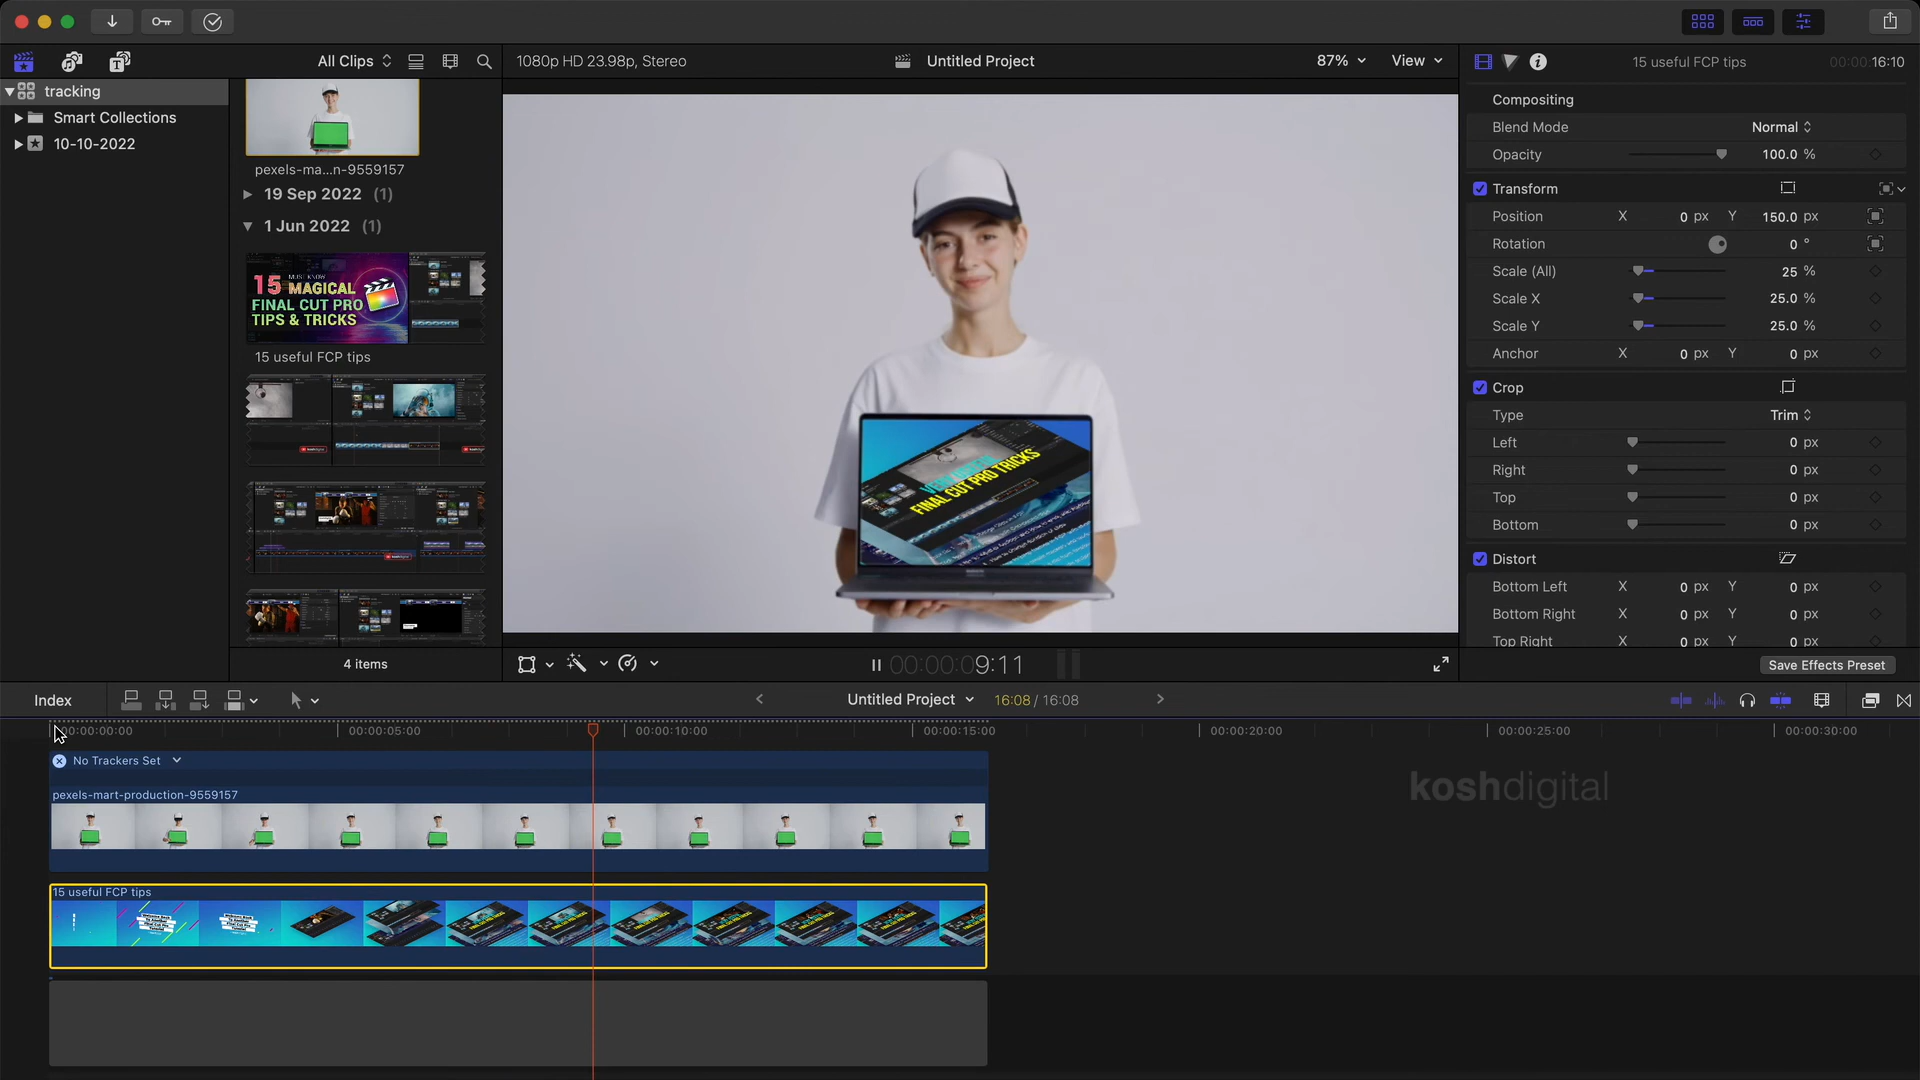 All Clips
1080p HD 23.98p, Stereo
Untitled Project
87%
View
15 useful FCP tips
00:00:16:10
tracking
Smart Collections
10-10-2022
pexels-ma...n-9559157
19 Sep 2022 (1)
1 Jun 2022 (1)
15 MUST KNOW
MAGICAL
FINAL CUT PRO
TIPS & TRICKS
15 useful FCP tips
4 items
FINAL CUT PRO TRICKS
Compositing
Blend Mode Normal
Opacity 100.0 %
Transform
Position X 0 px Y 150.0 px
Rotation 0 °
Scale (All) 25 %
Scale X 25.0 %
Scale Y 25.0 %
Anchor X 0 px Y 0 px
Crop
Type Trim
Left 0 px
Right 0 px
Top 0 px
Bottom 0 px
Distort
Bottom Left X 0 px Y 0 px
Bottom Right X 0 px Y 0 px
Top Right X 0 px Y 0 px
00:00:09:11
Save Effects Preset
Index
Untitled Project
16:08 / 16:08
00:00:00:00
00:00:05:00
00:00:10:00
00:00:15:00
00:00:20:00
00:00:25:00
00:00:30:00
No Trackers Set
pexels-mart-production-9559157
koshdigital
15 useful FCP tips